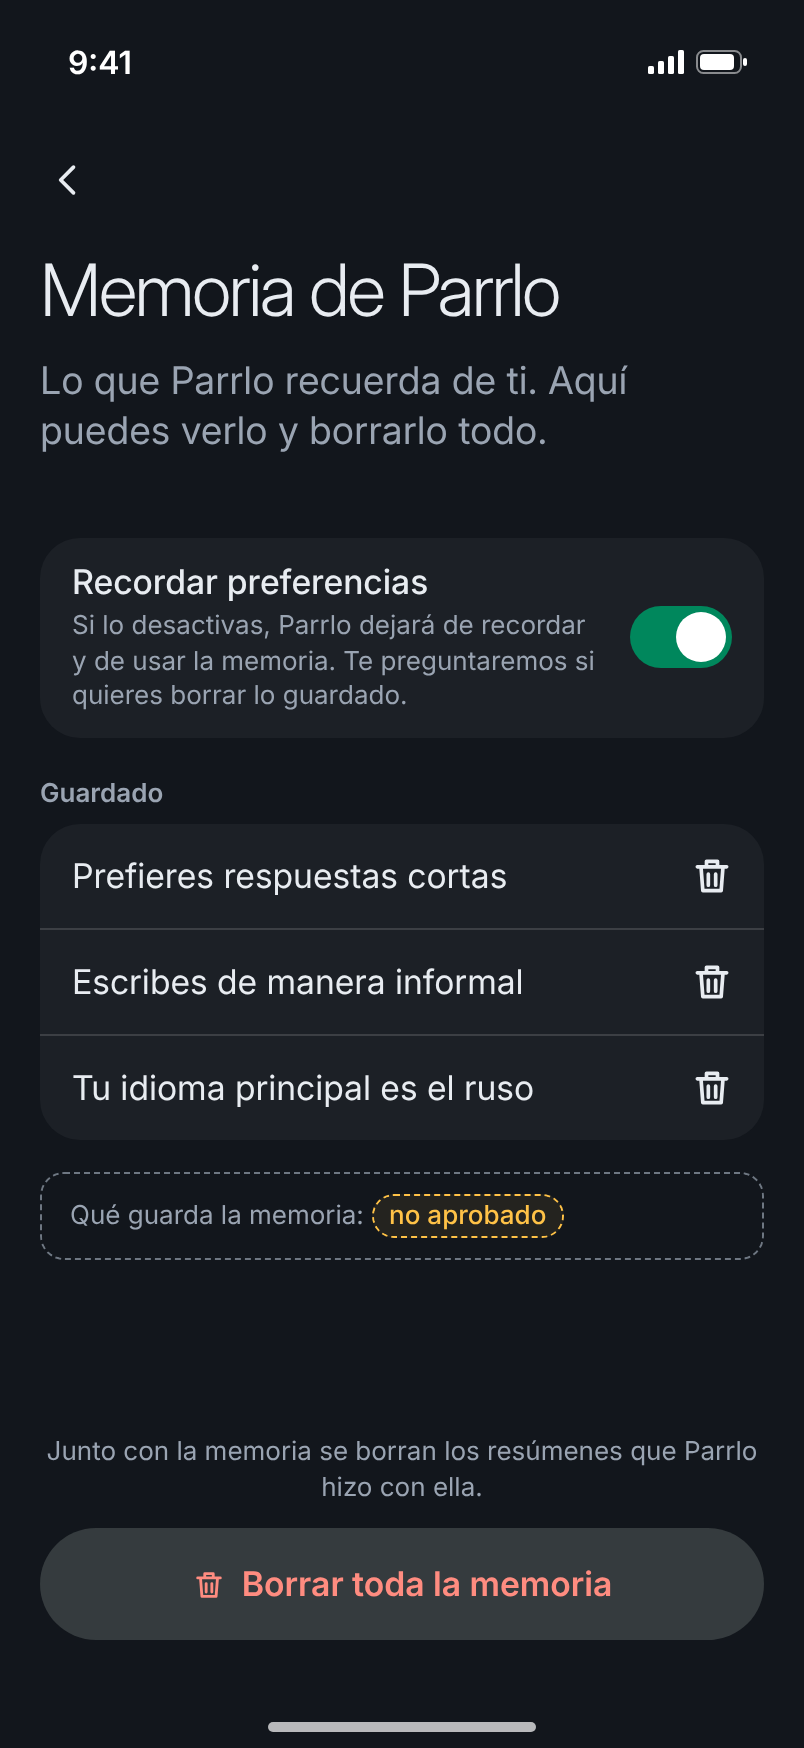 9:41
Memoria de Parrlo
Lo que Parrlo recuerda de ti. Aquí
puedes verlo y borrarlo todo.
Recordar preferencias
Si lo desactivas, Parrlo dejará de recordar
y de usar la memoria. Te preguntaremos si
quieres borrar lo guardado.
Guardado
Prefieres respuestas cortas
Escribes de manera informal
Tu idioma principal es el ruso
Qué guarda la memoria: no aprobado
Junto con la memoria se borran los resúmenes que Parrlo
hizo con ella.
Borrar toda la memoria